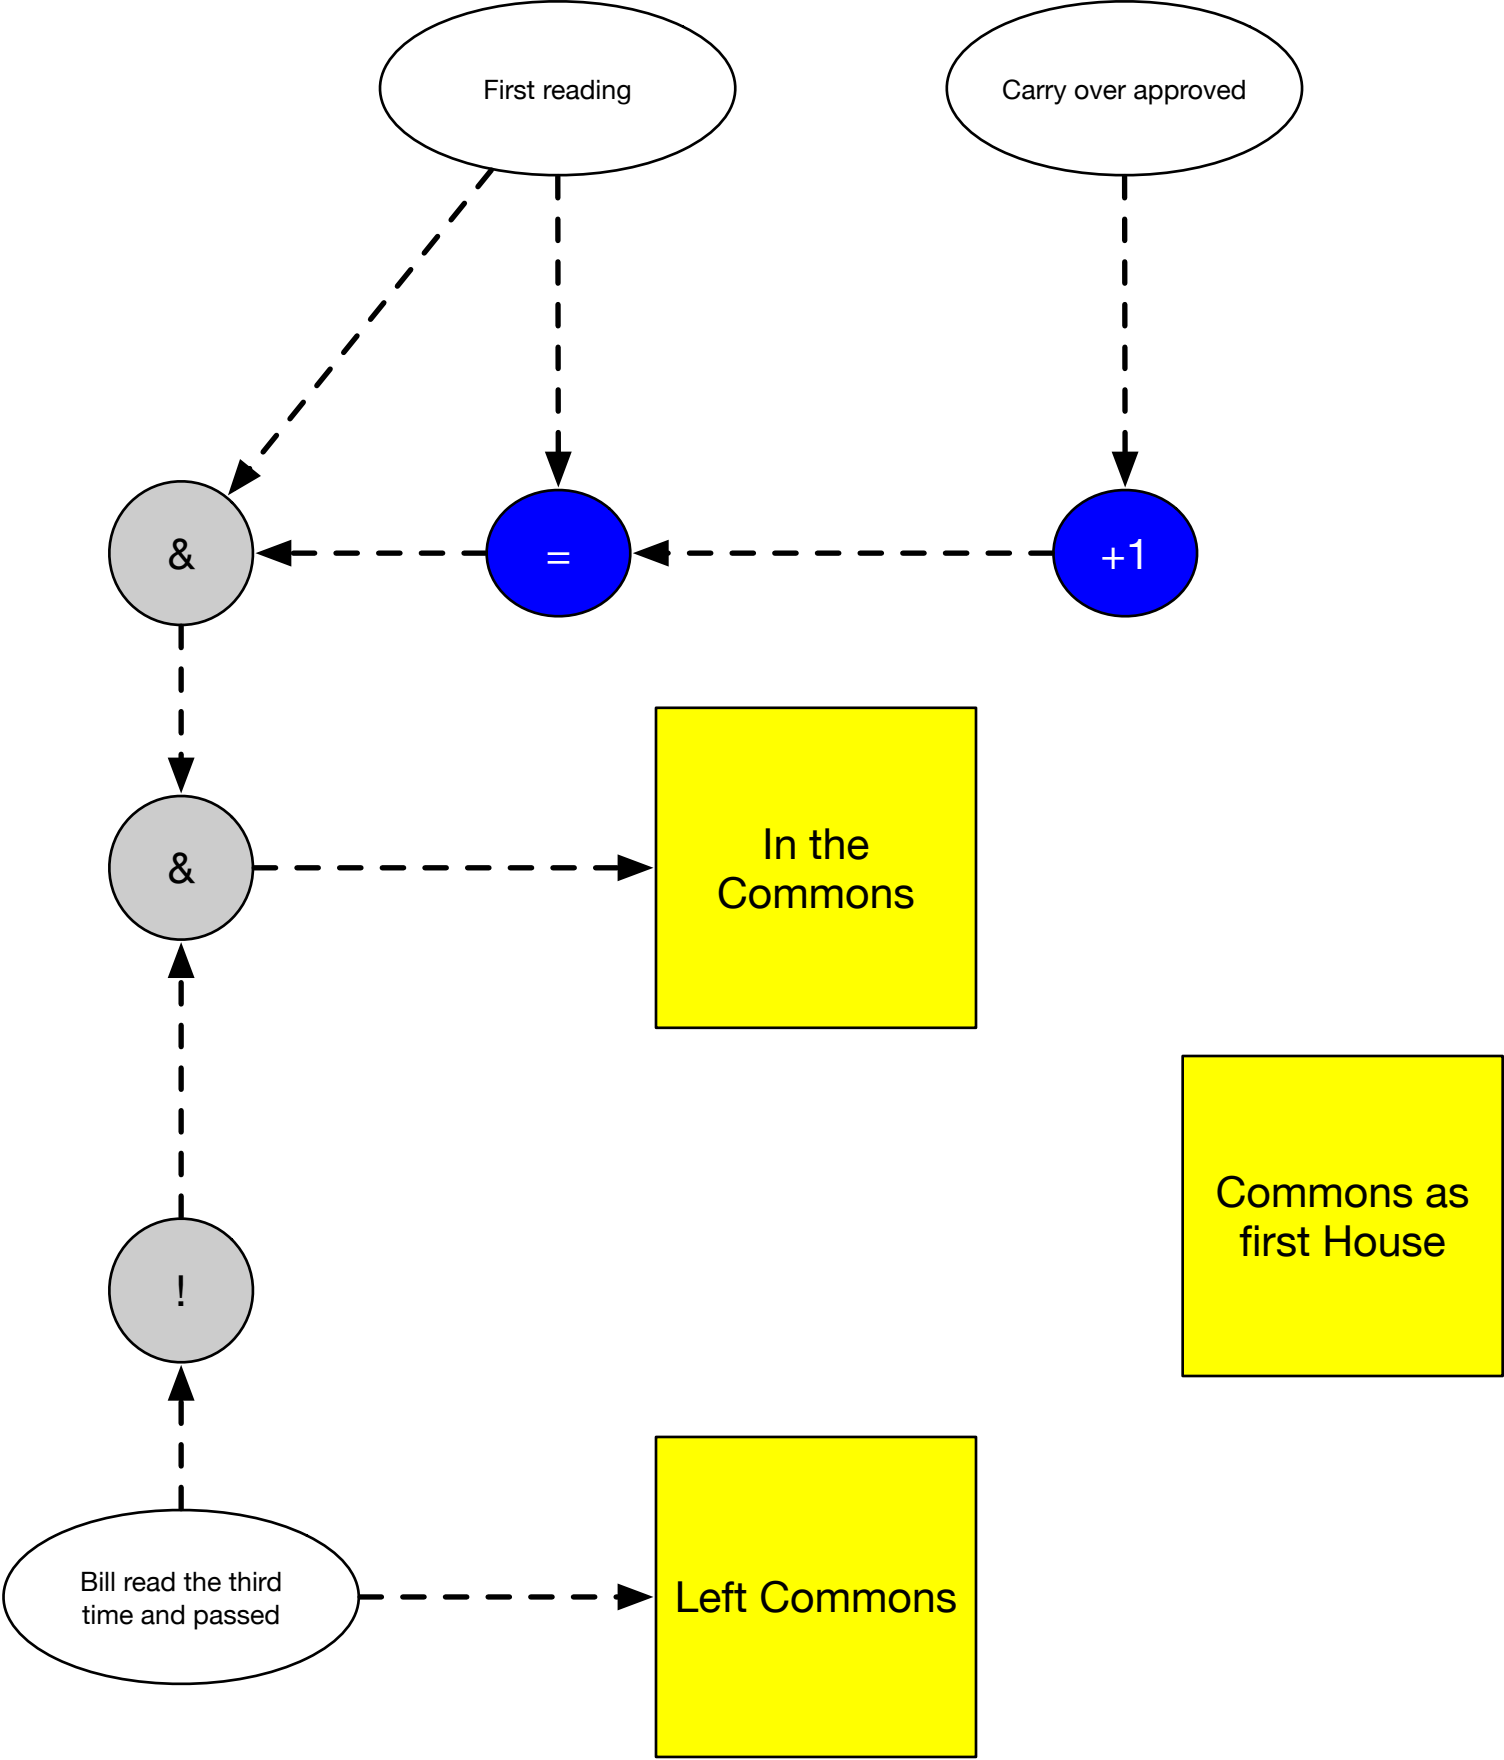 First reading
Carry over approved
&
=
+1
In the
Commons
&
Commons as
first House
!
Bill read the third
time and passed
Left Commons